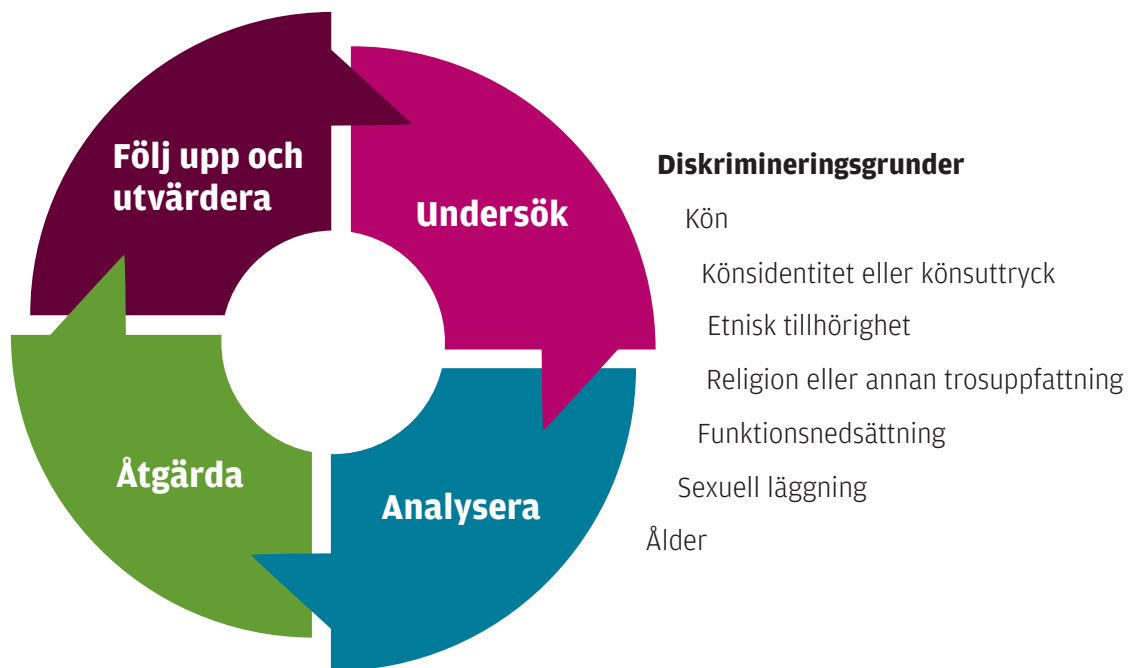 Följ upp och
utvärdera
Undersök
Analysera
Åtgärda
Diskrimineringsgrunder
Kön
Könsidentitet eller könsuttryck
Etnisk tillhörighet
Religion eller annan trosuppfattning
Funktionsnedsättning
Sexuell läggning
Ålder